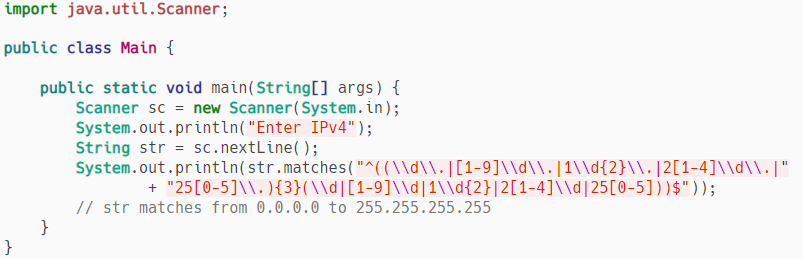 import java.util.Scanner;
public class Main {
public static void main(String[] args) {
Scanner sc = new Scanner(System.in);
System.out.println("Enter IPv4");
String str = sc.nextLine();
System.out.println(str.matches("^((\\d\\.|[1-9]\\d\\.|1\\d{2}\\.|2[1-4]\\d\\.|"
+ "25[0-5]\\.){3}(\\d|[1-9]\\d|1\\d{2}|2[1-4]\\d|25[0-5]))$"));
// str matches from 0.0.0.0 to 255.255.255.255
}
}